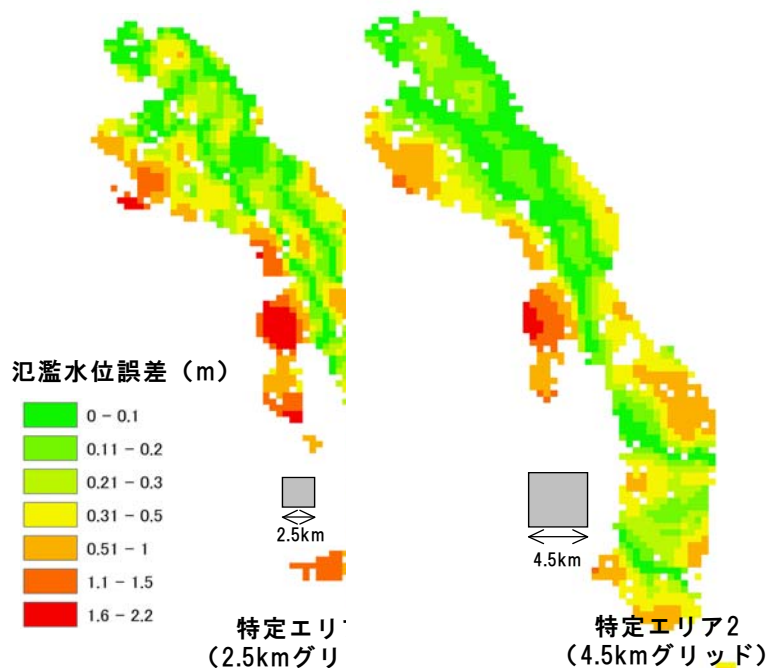 氾濫水位誤差（m）
0 – 0.1
0.11 – 0.2
0.21 – 0.3
0.31 – 0.5
0.51 – 1
1.1 – 1.5
1.6 – 2.2
2.5km
4.5km
特定エリ
（2.5kmグリ
特定エリア2
（4.5kmグリッド）